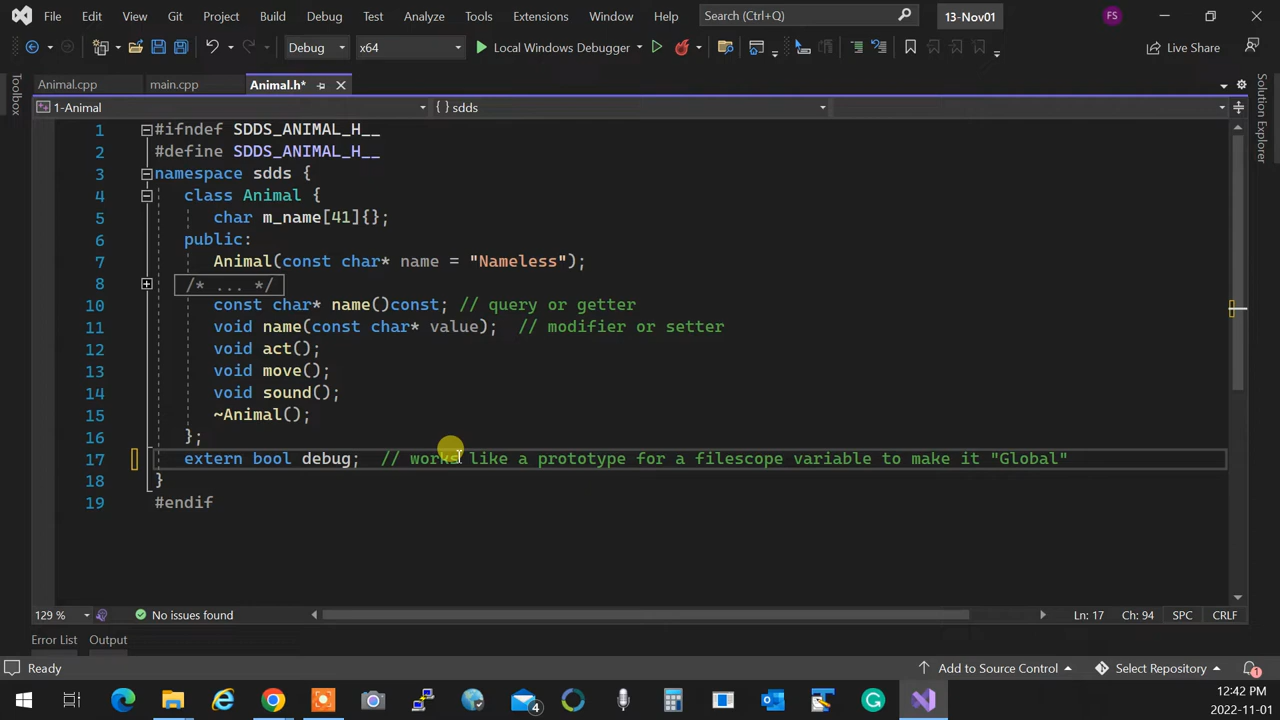 File Edit View Git Project Build Debug Test Analyze Tools Extensions Window Help Search (Ctrl+Q) 13-Nov01 FS
Debug x64 Local Windows Debugger Live Share
Animal.cpp main.cpp Animal.h*
1-Animal { } sdds
Toolbox
Solution Explorer
1 #ifndef SDDS_ANIMAL_H__
2 #define SDDS_ANIMAL_H__
3 namespace sdds {
4 class Animal {
5 char m_name[41]{};
6 public:
7 Animal(const char* name = "Nameless");
8 /* ... */
10 const char* name()const; // query or getter
11 void name(const char* value); // modifier or setter
12 void act();
13 void move();
14 void sound();
15 ~Animal();
16 };
17 extern bool debug; // works like a prototype for a filescope variable to make it "Global"
18 }
19 #endif
129 % No issues found Ln: 17 Ch: 94 SPC CRLF
Error List Output
Ready Add to Source Control Select Repository 1
4
12:42 PM
2022-11-01